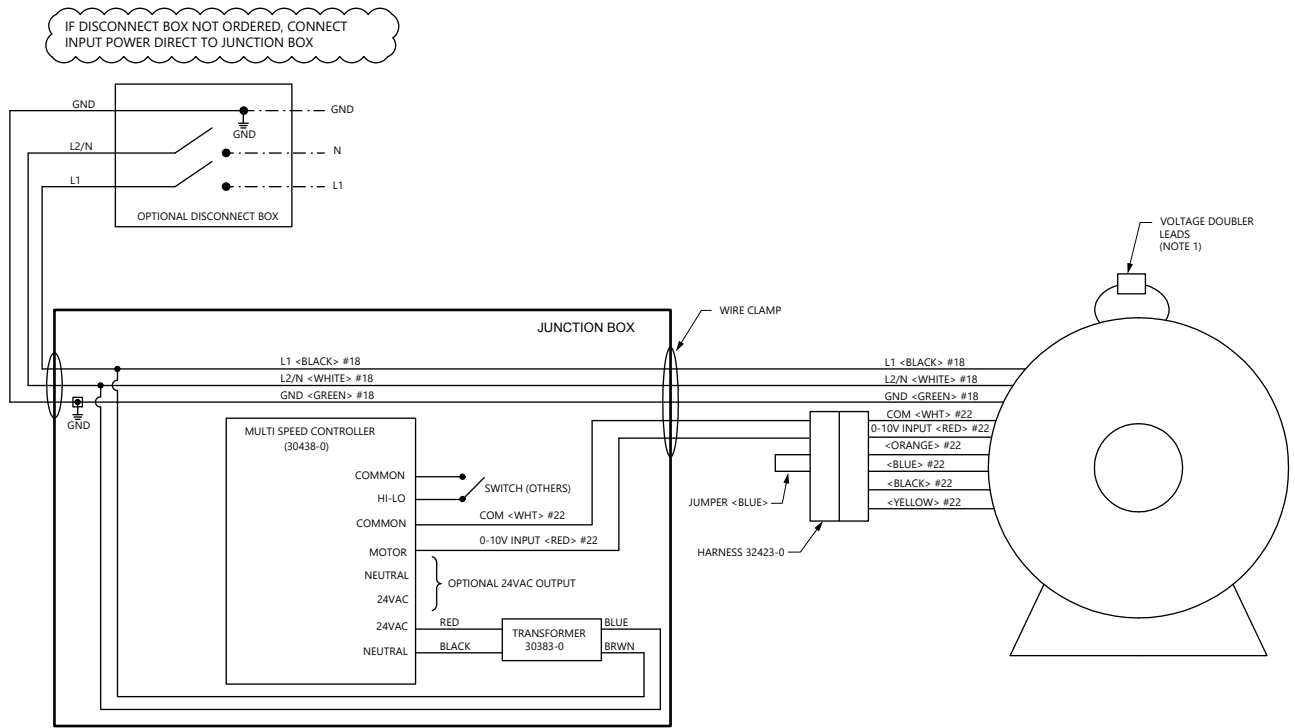 IF DISCONNECT BOX NOT ORDERED, CONNECT
INPUT POWER DIRECT TO JUNCTION BOX
GND
GND
GND
L2/N
N
L1
L1
OPTIONAL DISCONNECT BOX
VOLTAGE DOUBLER
LEADS
(NOTE 1)
WIRE CLAMP
JUNCTION BOX
L1 <BLACK> #18
L2/N <WHITE> #18
GND <GREEN> #18
GND
L1 <BLACK> #18
L2/N <WHITE> #18
GND <GREEN> #18
COM <WHT> #22
0-10V INPUT <RED> #22
<ORANGE> #22
<BLUE> #22
<BLACK> #22
<YELLOW> #22
JUMPER <BLUE>
HARNESS 32423-0
MULTI SPEED CONTROLLER
(30438-0)
COMMON
HI-LO
SWITCH (OTHERS)
COMMON
COM <WHT> #22
MOTOR
0-10V INPUT <RED> #22
NEUTRAL
24VAC
OPTIONAL 24VAC OUTPUT
24VAC
RED
NEUTRAL
BLACK
TRANSFORMER
30383-0
BLUE
BRWN